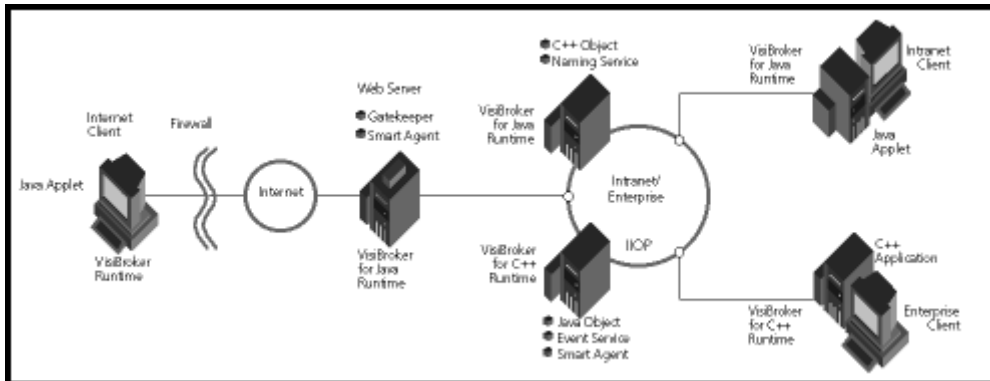 Internet
Client
Java Applet
VisiBroker
Runtime
Firewall
Internet
Web Server
Gatekeeper
Smart Agent
VisiBroker
for Java
Runtime
C++ Object
Naming Service
VisiBroker
for Java
Runtime
Intranet/
Enterprise
IIOP
VisiBroker
for C++
Runtime
Java Object
Event Service
Smart Agent
VisiBroker
for Java
Runtime
Intranet
Client
Java
Applet
C++
Application
VisiBroker
for C++
Runtime
Enterprise
Client